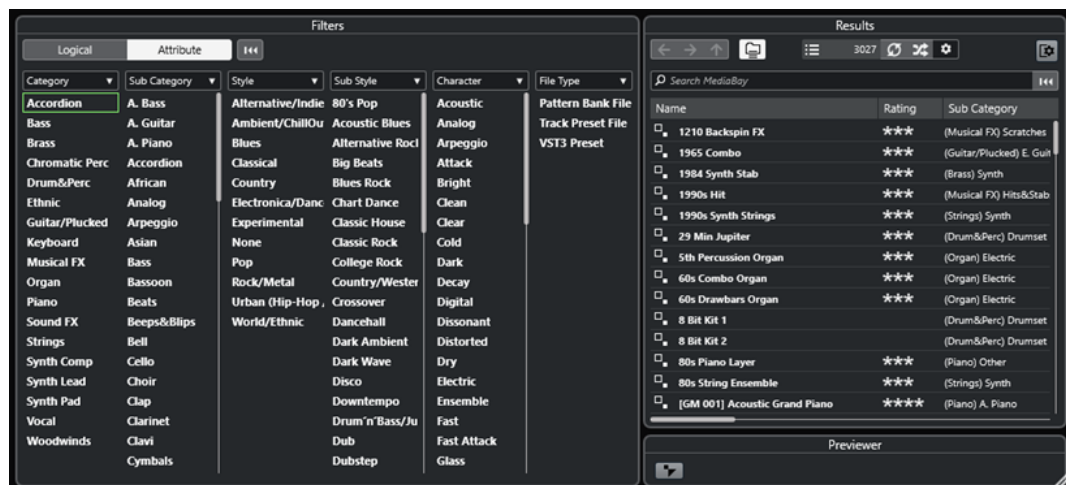 Filters
Logical
Attribute
Category
Sub Category
Style
Sub Style
Character
File Type
Accordion
Bass
Brass
Chromatic Perc
Drum&Perc
Ethnic
Guitar/Plucked
Keyboard
Musical FX
Organ
Piano
Sound FX
Strings
Synth Comp
Synth Lead
Synth Pad
Vocal
Woodwinds
A. Bass
A. Guitar
A. Piano
Accordion
African
Analog
Arpeggio
Asian
Bass
Bassoon
Beats
Beeps&Blips
Bell
Cello
Choir
Clap
Clarinet
Clavi
Cymbals
Alternative/Indie
Ambient/ChillOu
Blues
Classical
Country
Electronica/Danc
Experimental
None
Pop
Rock/Metal
Urban (Hip-Hop ,
World/Ethnic
80's Pop
Acoustic Blues
Alternative Rocl
Big Beats
Blues Rock
Chart Dance
Classic House
Classic Rock
College Rock
Country/Wester
Crossover
Dancehall
Dark Ambient
Dark Wave
Disco
Downtempo
Drum´n´Bass/Ju
Dub
Dubstep
Acoustic
Analog
Arpeggio
Attack
Bright
Clean
Clear
Cold
Dark
Decay
Digital
Dissonant
Distorted
Dry
Electric
Ensemble
Fast
Fast Attack
Glass
Pattern Bank File
Track Preset File
VST3 Preset
Results
3027
Search MediaBay
Name Rating Sub Category
1210 Backspin FX *** (Musical FX) Scratches
1965 Combo *** (Guitar/Plucked) E. Guit
1984 Synth Stab *** (Brass) Synth
1990s Hit *** (Musical FX) Hits&Stab
1990s Synth Strings *** (Strings) Synth
29 Min Jupiter *** (Drum&Perc) Drumset
5th Percussion Organ *** (Organ) Electric
60s Combo Organ *** (Organ) Electric
60s Drawbars Organ *** (Organ) Electric
8 Bit Kit 1 (Drum&Perc) Drumset
8 Bit Kit 2 (Drum&Perc) Drumset
80s Piano Layer *** (Piano) Other
80s String Ensemble *** (Strings) Synth
[GM 001] Acoustic Grand Piano **** (Piano) A. Piano
Previewer